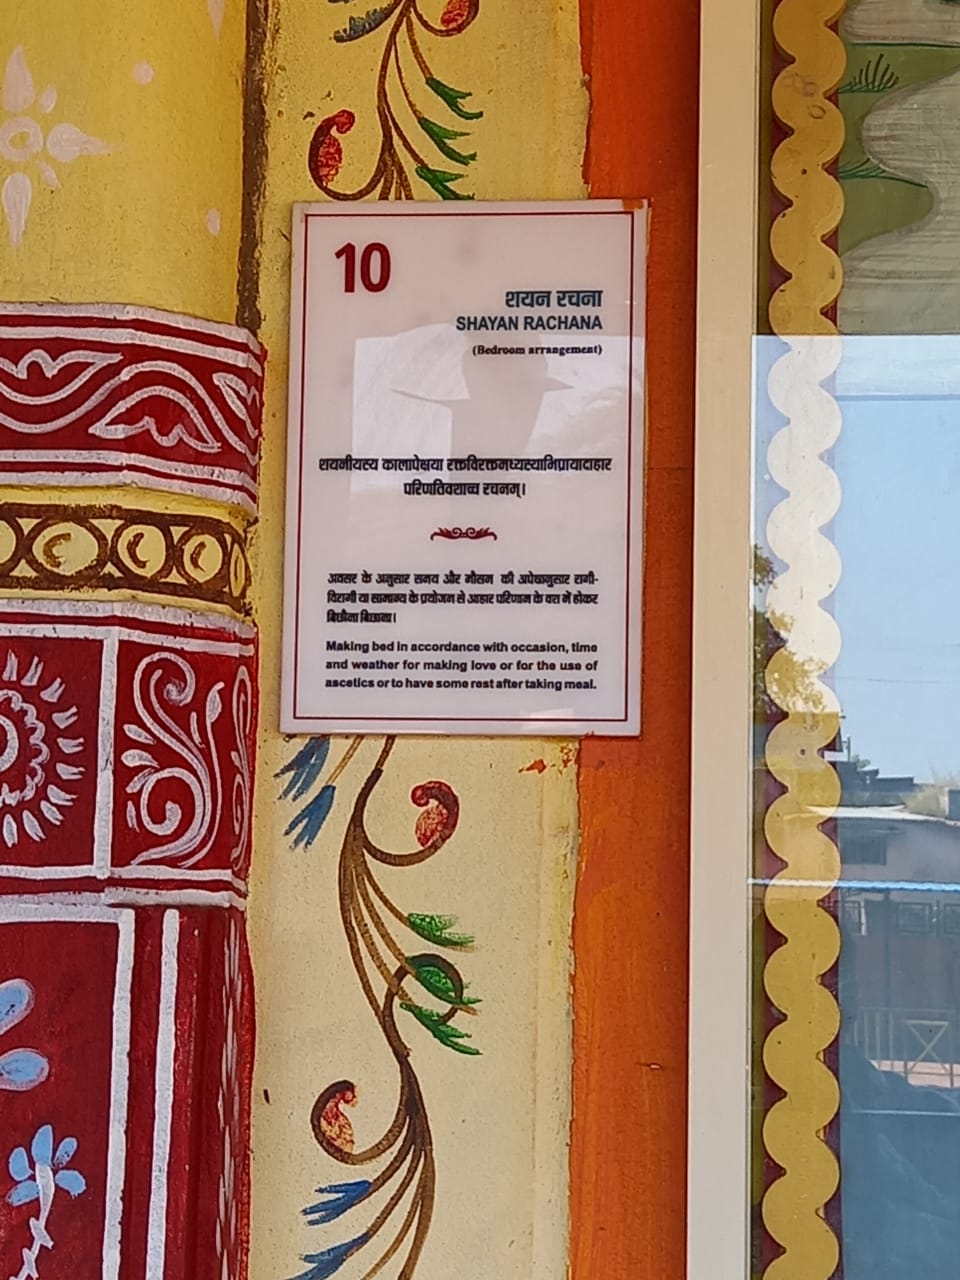 10
शयन रचना
SHAYAN RACHANA
(Bedroom arrangement)
शयनीयस्य कालापेक्षया रक्तविरक्तमध्यस्याभिप्रायादाहार
परिणतिवशाच्च रचनम्।
अवसर के अनुसार समय और मौसम की अपेक्षानुसार रागी-
विरागी या सामान्य के प्रयोजन से आहार परिणाम के वश में होकर
बिछौना बिछाना।
Making bed in accordance with occasion, time
and weather for making love or for the use of
ascetics or to have some rest after taking meal.